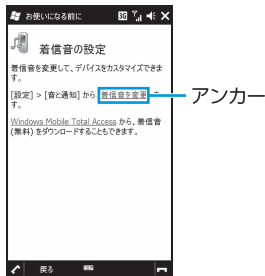 お使いになる前に 3G
着信音の設定
着信音を変更して、デバイスをカスタマイズできま
す。
[設定] > [音と通知] から、着信音を変更 ま
す。
アンカー
Windows Mobile Total Access から、着信音
(無料) をダウンロードすることもできます。
戻る